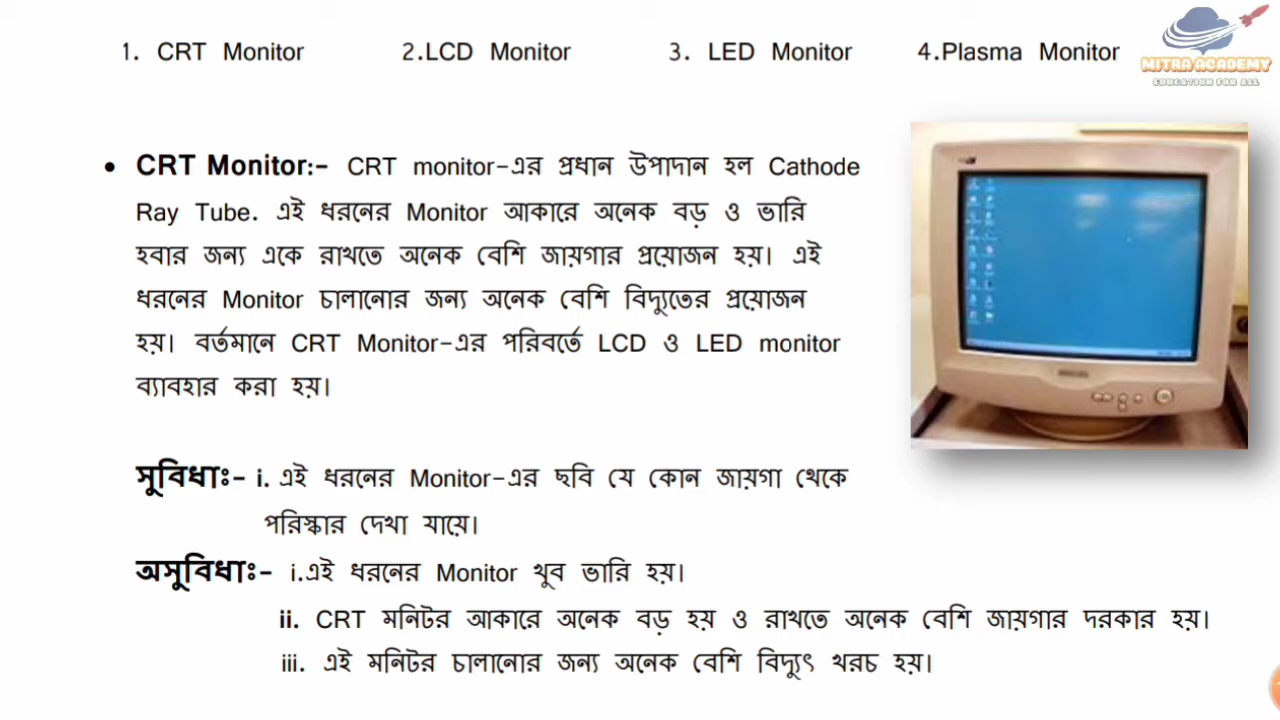 1. CRT Monitor 2.LCD Monitor 3. LED Monitor 4.Plasma Monitor
MITRA ACADEMY
EDUCATION FOR ALL
• CRT Monitor:- CRT monitor-এর প্রধান উপাদান হল Cathode
Ray Tube. এই ধরনের Monitor আকারে অনেক বড় ও ভারি
হবার জন্য একে রাখতে অনেক বেশি জায়গার প্রয়োজন হয়। এই
ধরনের Monitor চালানোর জন্য অনেক বেশি বিদ্যুতের প্রয়োজন
হয়। বর্তমানে CRT Monitor-এর পরিবর্তে LCD ও LED monitor
ব্যাবহার করা হয়।
সুবিধাঃ- i. এই ধরনের Monitor-এর ছবি যে কোন জায়গা থেকে
পরিস্কার দেখা যায়ে।
অসুবিধাঃ- i.এই ধরনের Monitor খুব ভারি হয়।
ii. CRT মনিটর আকারে অনেক বড় হয় ও রাখতে অনেক বেশি জায়গার দরকার হয়।
iii. এই মনিটর চালানোর জন্য অনেক বেশি বিদ্যুৎ খরচ হয়।